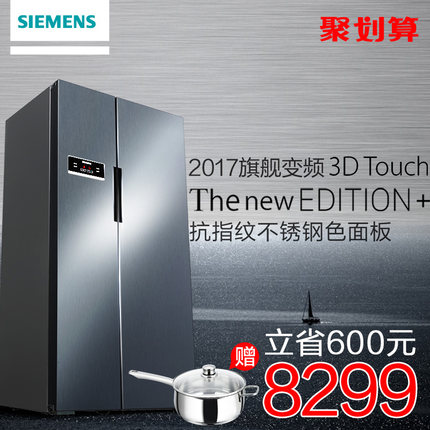 SIEMENS
聚划算
2017旗舰变频 3D Touch
The new EDITION +
抗指纹不锈钢色面板
立省600元
赠
8299